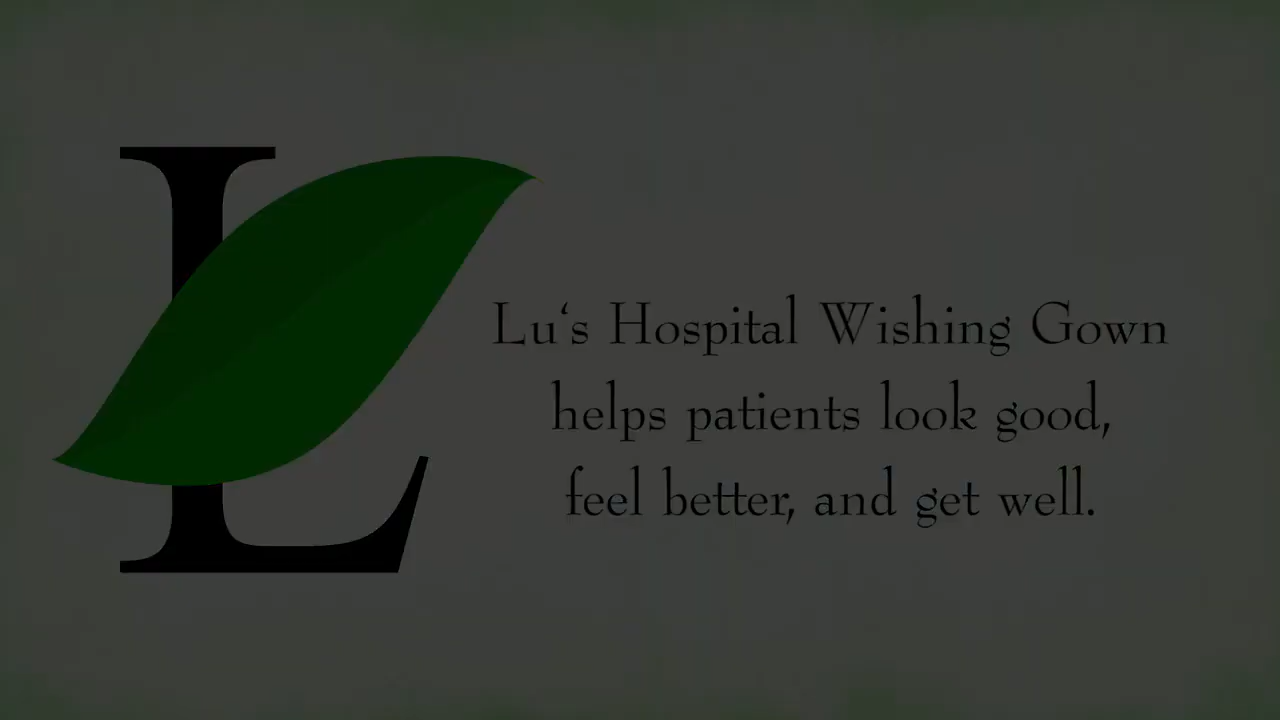 L
Lu‘s Hospital Wishing Gown
helps patients look good,
feel better, and get well.